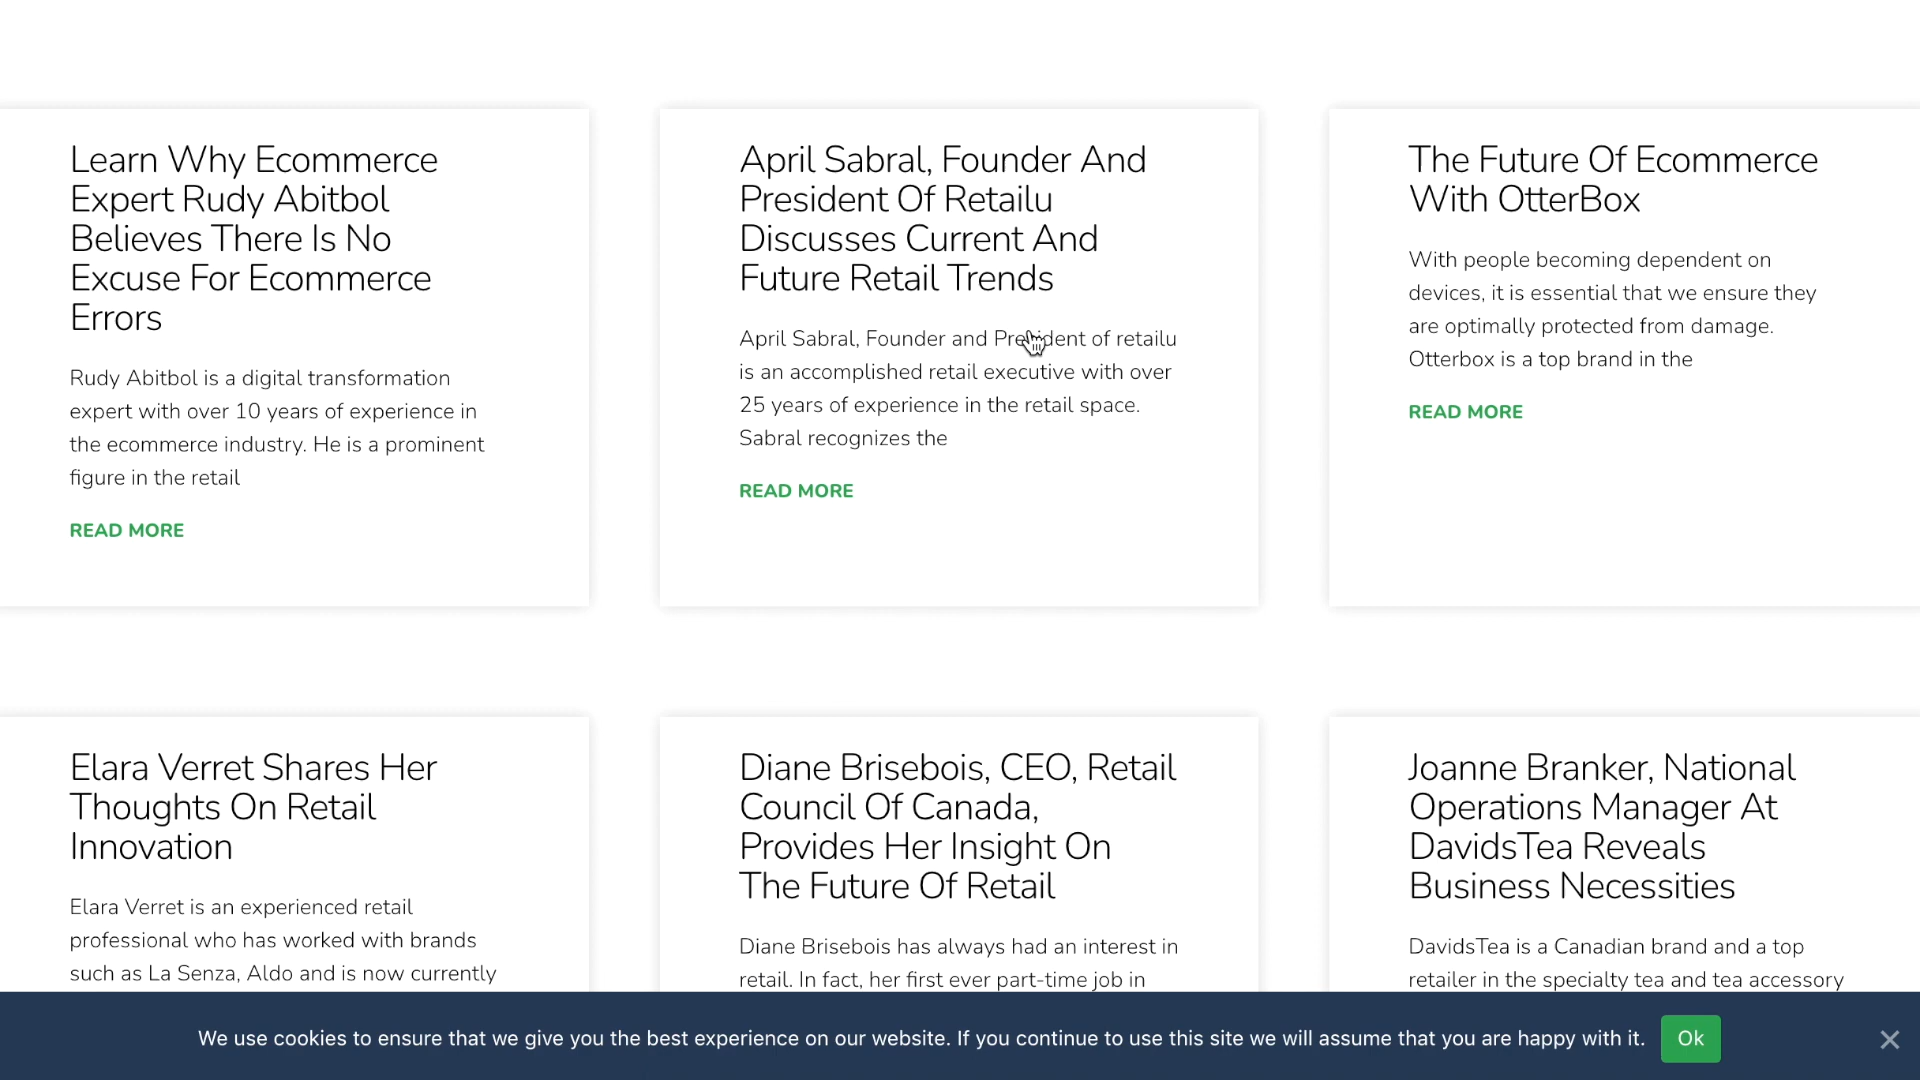 Learn Why Ecommerce
Expert Rudy Abitbol
Believes There Is No
Excuse For Ecommerce
Errors
Rudy Abitbol is a digital transformation
expert with over 10 years of experience in
the ecommerce industry. He is a prominent
figure in the retail
READ MORE
April Sabral, Founder And
President Of Retailu
Discusses Current And
Future Retail Trends
April Sabral, Founder and President of retailu
is an accomplished retail executive with over
25 years of experience in the retail space.
Sabral recognizes the
READ MORE
The Future Of Ecommerce
With OtterBox
With people becoming dependent on
devices, it is essential that we ensure they
are optimally protected from damage.
Otterbox is a top brand in the
READ MORE
Elara Verret Shares Her
Thoughts On Retail
Innovation
Elara Verret is an experienced retail
professional who has worked with brands
such as La Senza, Aldo and is now currently
Diane Brisebois, CEO, Retail
Council Of Canada,
Provides Her Insight On
The Future Of Retail
Diane Brisebois has always had an interest in
retail. In fact, her first ever part-time job in
Joanne Branker, National
Operations Manager At
DavidsTea Reveals
Business Necessities
DavidsTea is a Canadian brand and a top
retailer in the specialty tea and tea accessory
We use cookies to ensure that we give you the best experience on our website. If you continue to use this site we will assume that you are happy with it.
Ok